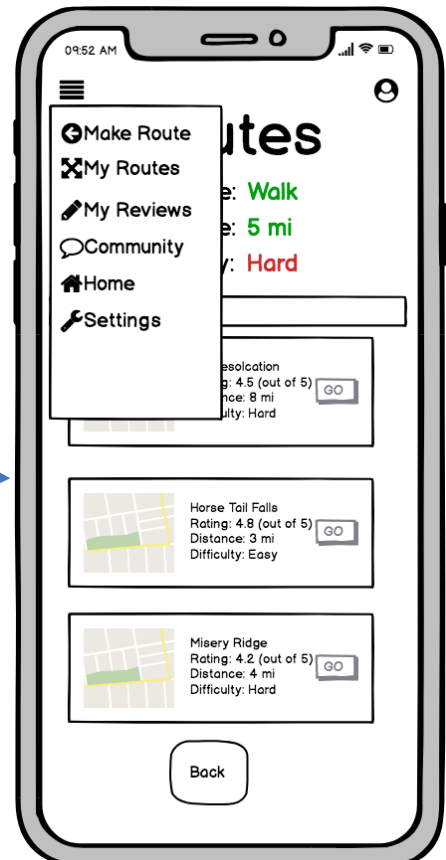 09:52 AM
utes
Make Route
My Routes
My Reviews
Community
Home
Settings
e: Walk
e: 5 mi
y: Hard
esolcation
g: 4.5 (out of 5)
nce: 8 mi
ulty: Hard
GO
Horse Tail Falls
Rating: 4.8 (out of 5)
Distance: 3 mi
Difficulty: Easy
GO
Misery Ridge
Rating: 4.2 (out of 5)
Distance: 4 mi
Difficulty: Hard
GO
Back